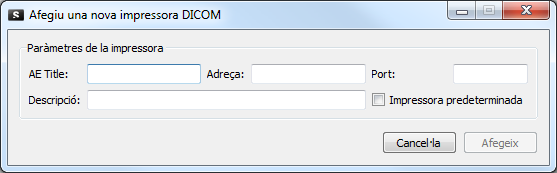 S Afegiu una nova impressora DICOM
Paràmetres de la impressora
AE Title: Adreça: Port:
Descripció: Impressora predeterminada
Cancel·la Afegeix